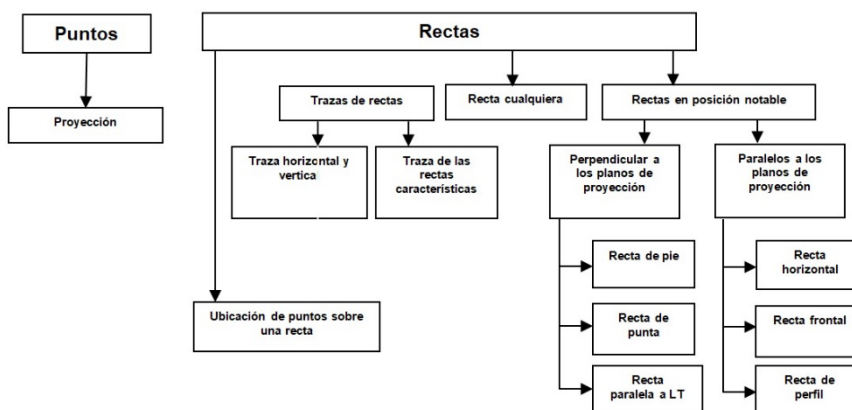 Puntos
Rectas
Proyección
Trazas de rectas
Recta cualquiera
Rectas en posición notable
Traza horizontal y
vertica
Traza de las
rectas
características
Perpendicular a
los planos de
proyección
Paralelos a los
planos de
proyección
Recta de pie
Recta
horizontal
Ubicación de puntos sobre
una recta
Recta de
punta
Recta frontal
Recta
paralela a LT
Recta de
perfil